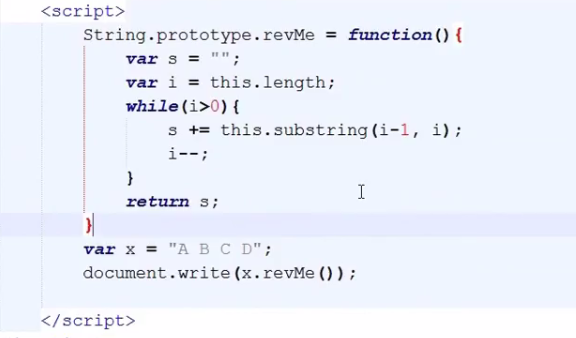 <script>
String.prototype.revMe = function(){
var s = "";
var i = this.length;
while(i>0){
s += this.substring(i-1, i);
i--;
}
return s;
}
var x = "A B C D";
document.write(x.revMe());
</script>